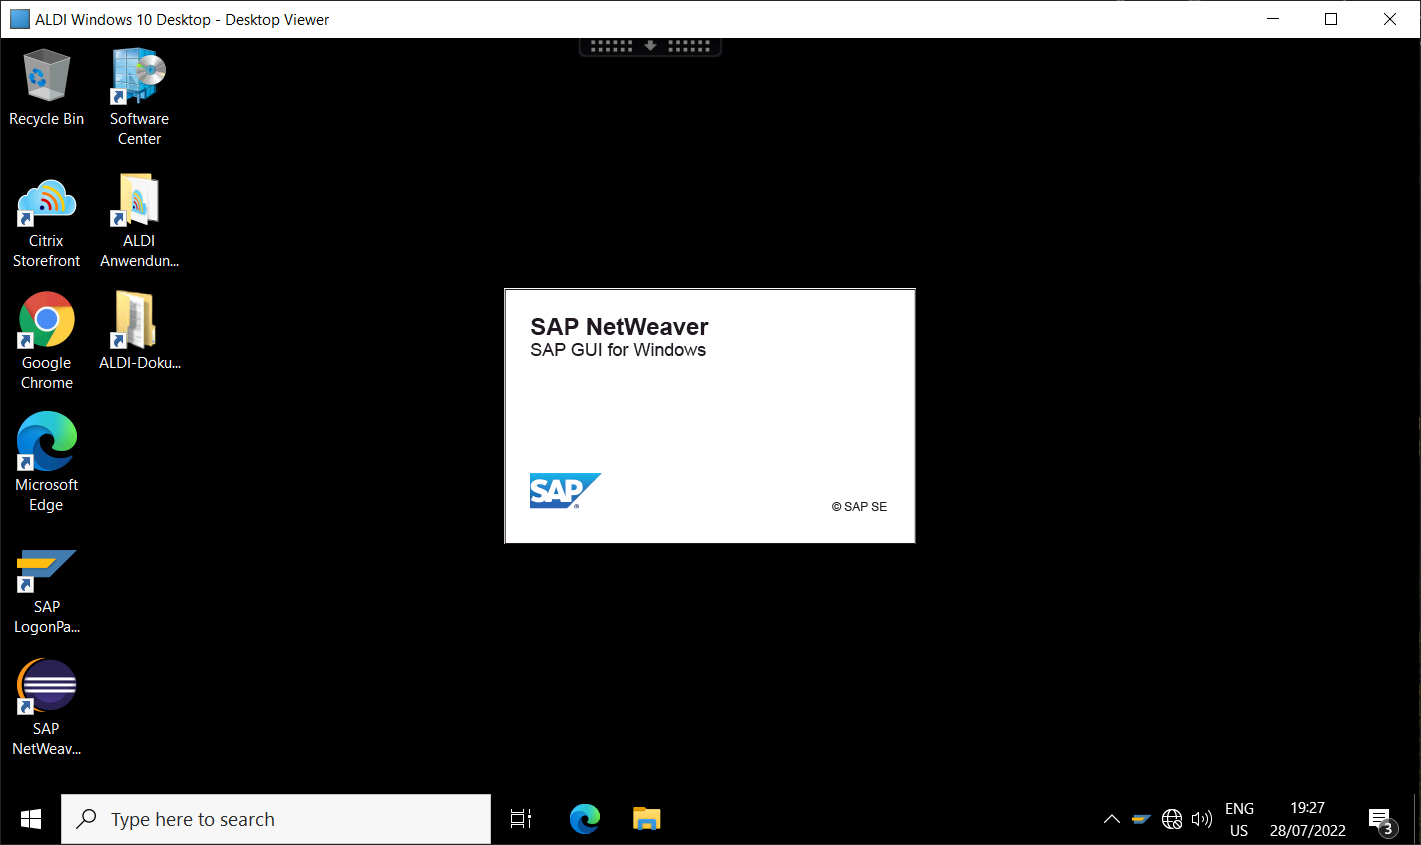 ALDI Windows 10 Desktop - Desktop Viewer
Recycle Bin
Software
Center
Citrix
Storefront
ALDI
Anwendun...
Google
Chrome
ALDI-Doku...
Microsoft
Edge
SAP
LogonPa...
SAP
NetWeav...
SAP NetWeaver
SAP GUI for Windows
SAP
®
© SAP SE
Type here to search
ENG
US
19:27
28/07/2022
3